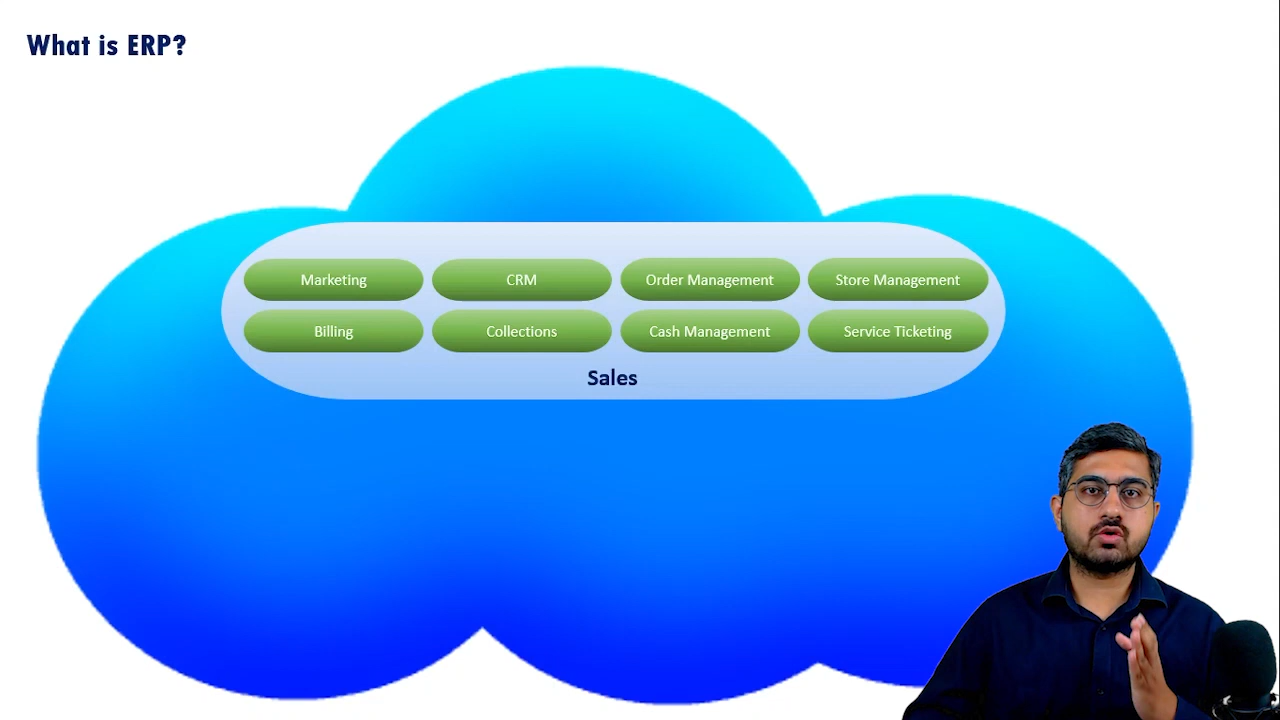 What is ERP?
Marketing CRM Order Management Store Management
Billing Collections Cash Management Service Ticketing
Sales